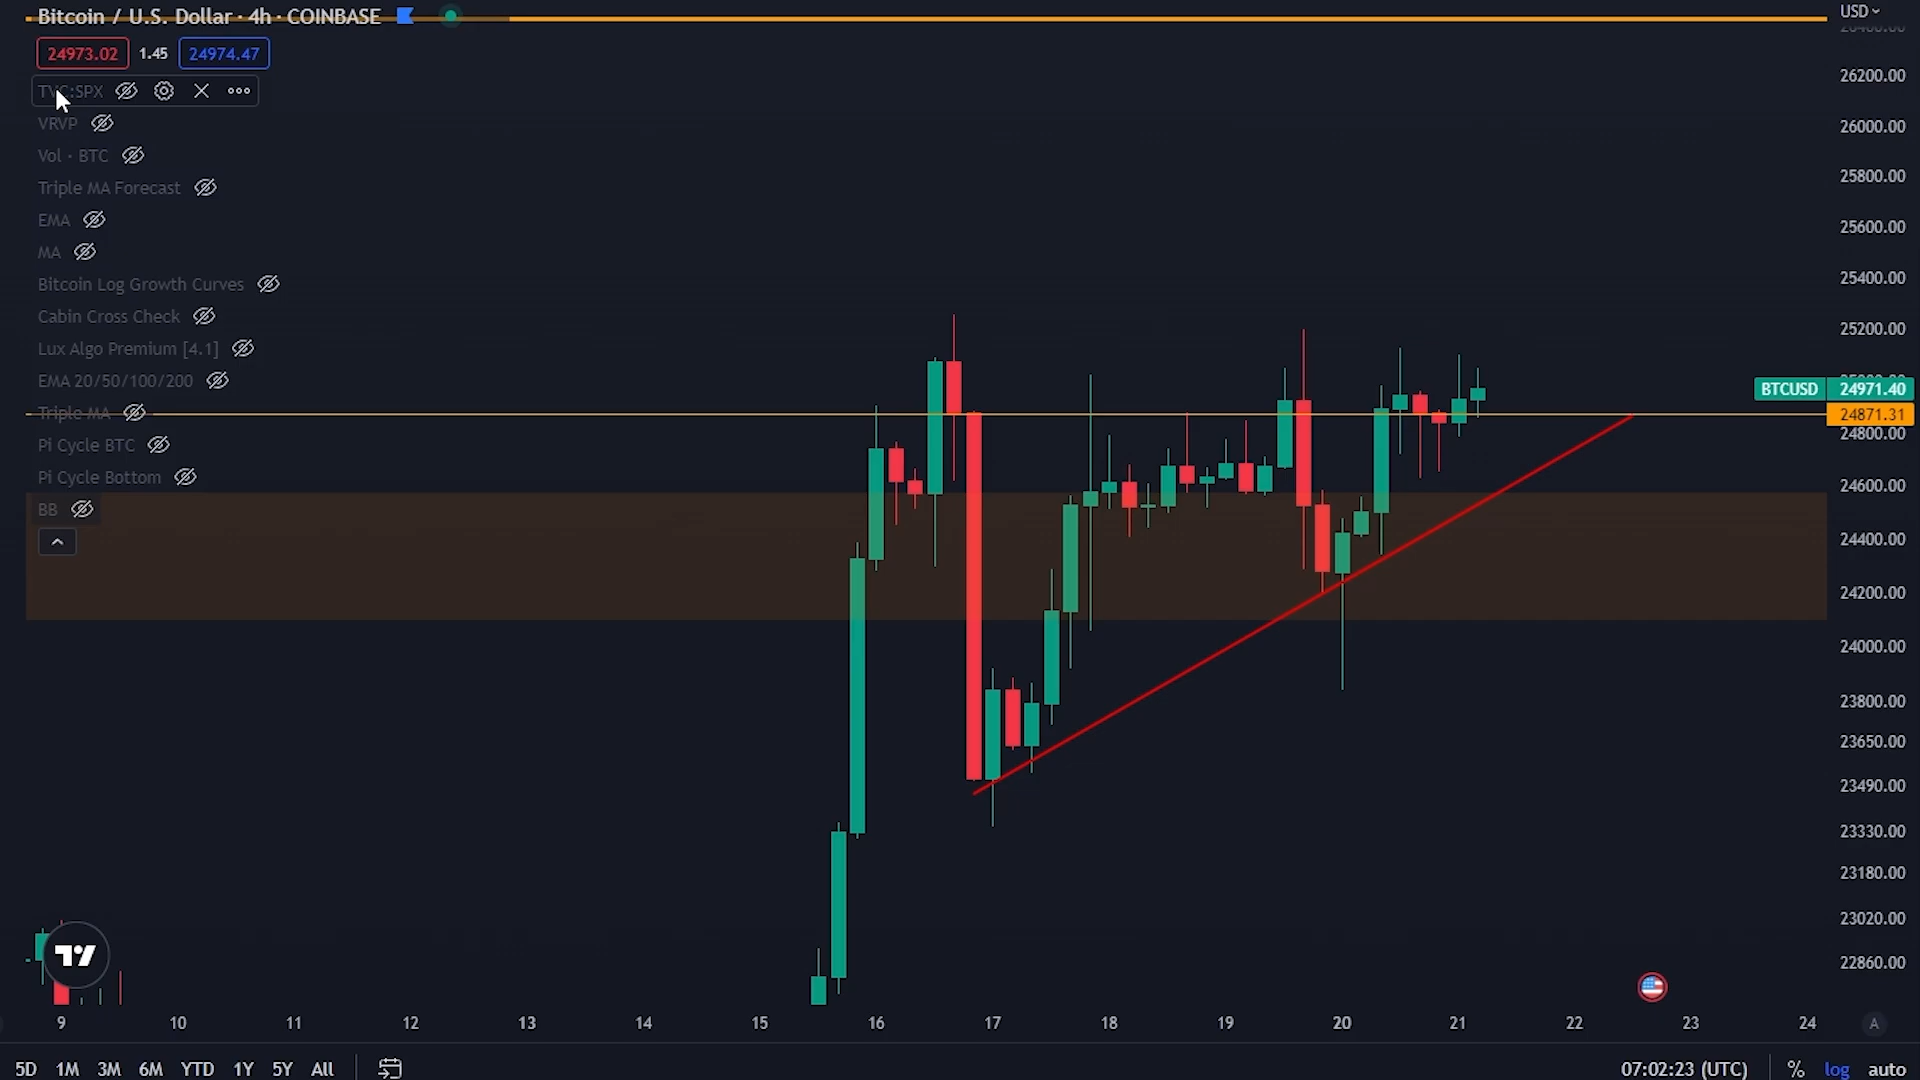 Bitcoin / U.S. Dollar · 4h · COINBASE
USD
24973.02 1.45 24974.47
TVC:SPX
VRVP
Vol · BTC
Triple MA Forecast
EMA
MA
Bitcoin Log Growth Curves
Cabin Cross Check
Lux Algo Premium [4.1]
EMA 20/50/100/200
Triple MA
Pi Cycle BTC
Pi Cycle Bottom
BB
26200.00
26000.00
25800.00
25600.00
25400.00
25200.00
BTCUSD 24971.40
24871.31
24800.00
24600.00
24400.00
24200.00
24000.00
23800.00
23650.00
23490.00
23330.00
23180.00
23020.00
22860.00
9 10 11 12 13 14 15 16 17 18 19 20 21 22 23 24 A
5D 1M 3M 6M YTD 1Y 5Y All 07:02:23 (UTC) % log auto